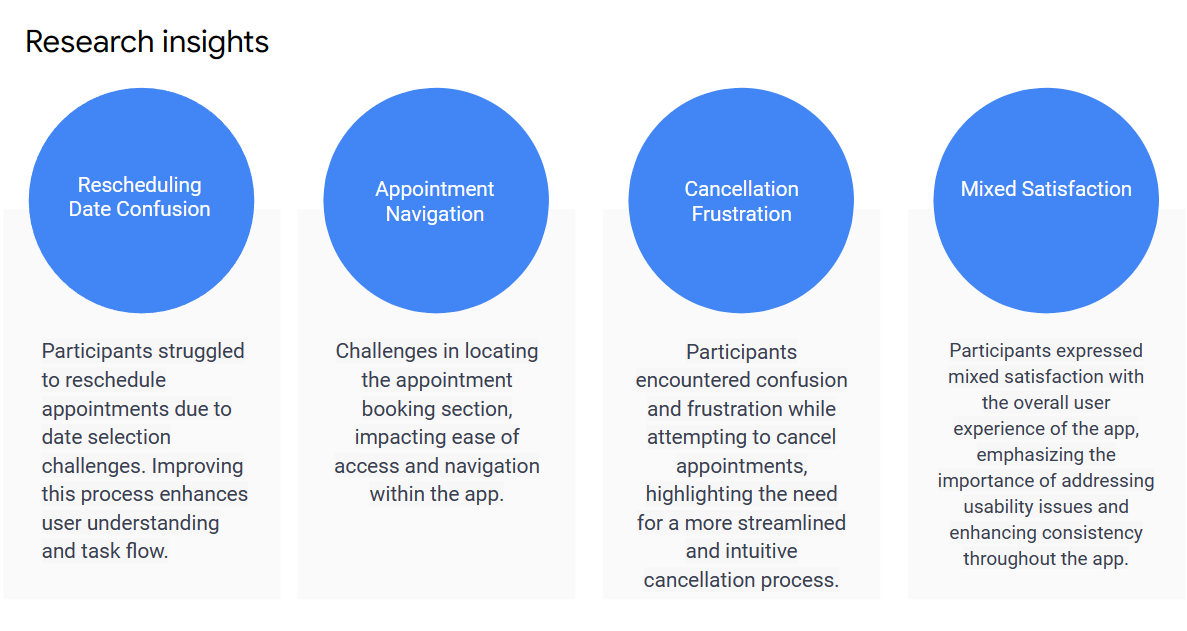 Research insights
Rescheduling
Date Confusion
Participants struggled
to reschedule
appointments due to
date selection
challenges. Improving
this process enhances
user understanding
and task flow.
Appointment
Navigation
Challenges in locating
the appointment
booking section,
impacting ease of
access and navigation
within the app.
Cancellation
Frustration
Participants
encountered confusion
and frustration while
attempting to cancel
appointments,
highlighting the need
for a more streamlined
and intuitive
cancellation process.
Mixed Satisfaction
Participants expressed
mixed satisfaction with
the overall user
experience of the app,
emphasizing the
importance of addressing
usability issues and
enhancing consistency
throughout the app.